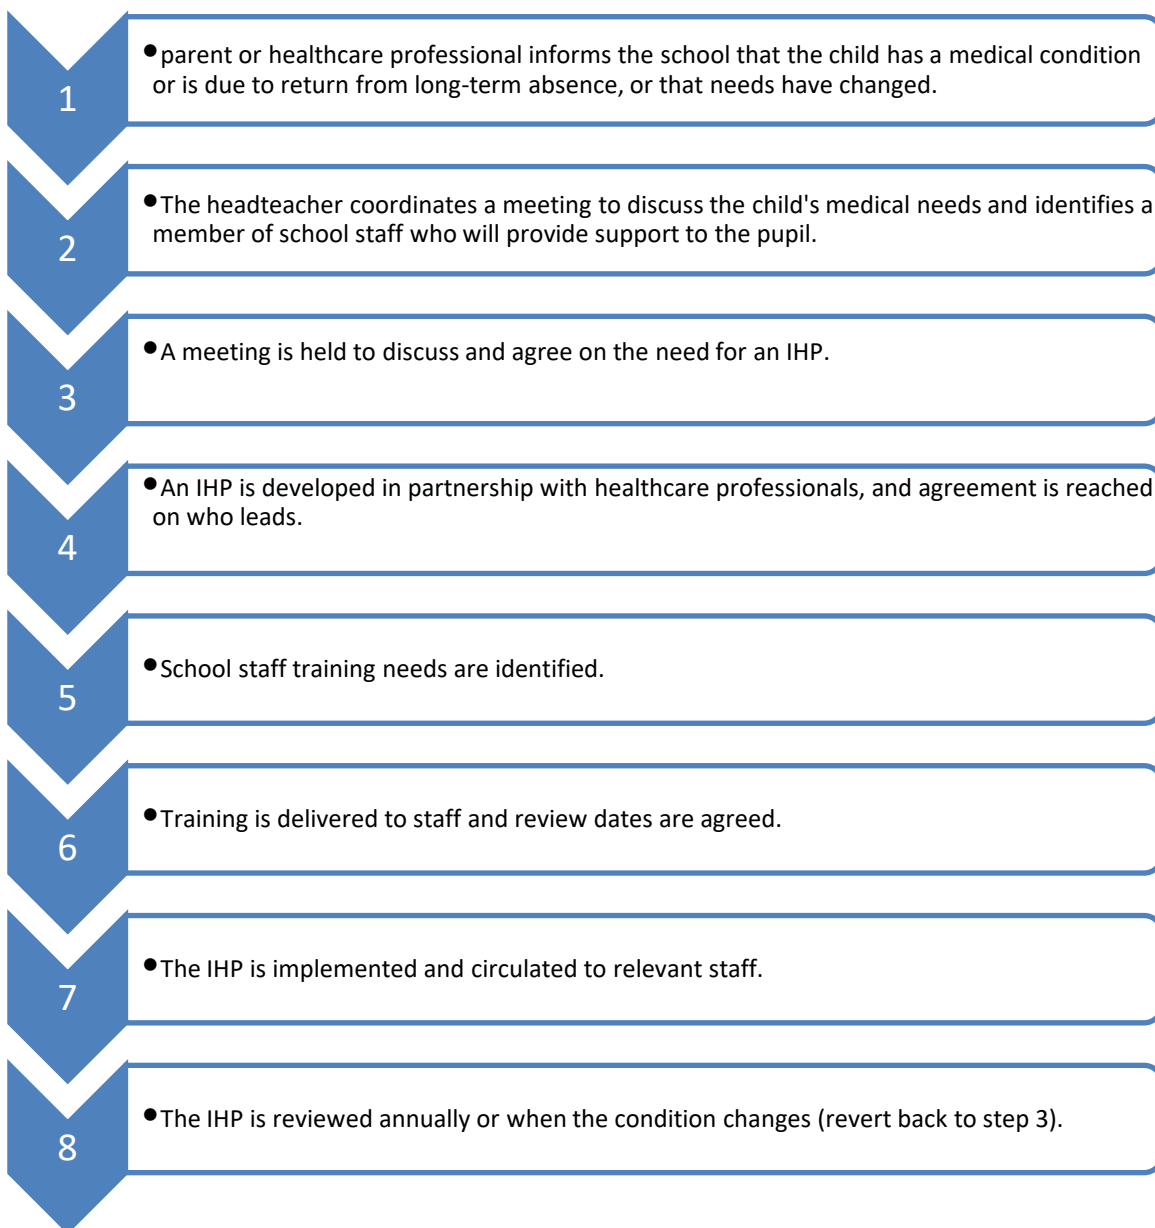 1
•parent or healthcare professional informs the school that the child has a medical condition
or is due to return from long-term absence, or that needs have changed.
2
•The headteacher coordinates a meeting to discuss the child's medical needs and identifies a
member of school staff who will provide support to the pupil.
3
•A meeting is held to discuss and agree on the need for an IHP.
4
•An IHP is developed in partnership with healthcare professionals, and agreement is reached
on who leads.
5
•School staff training needs are identified.
6
•Training is delivered to staff and review dates are agreed.
7
•The IHP is implemented and circulated to relevant staff.
8
•The IHP is reviewed annually or when the condition changes (revert back to step 3).